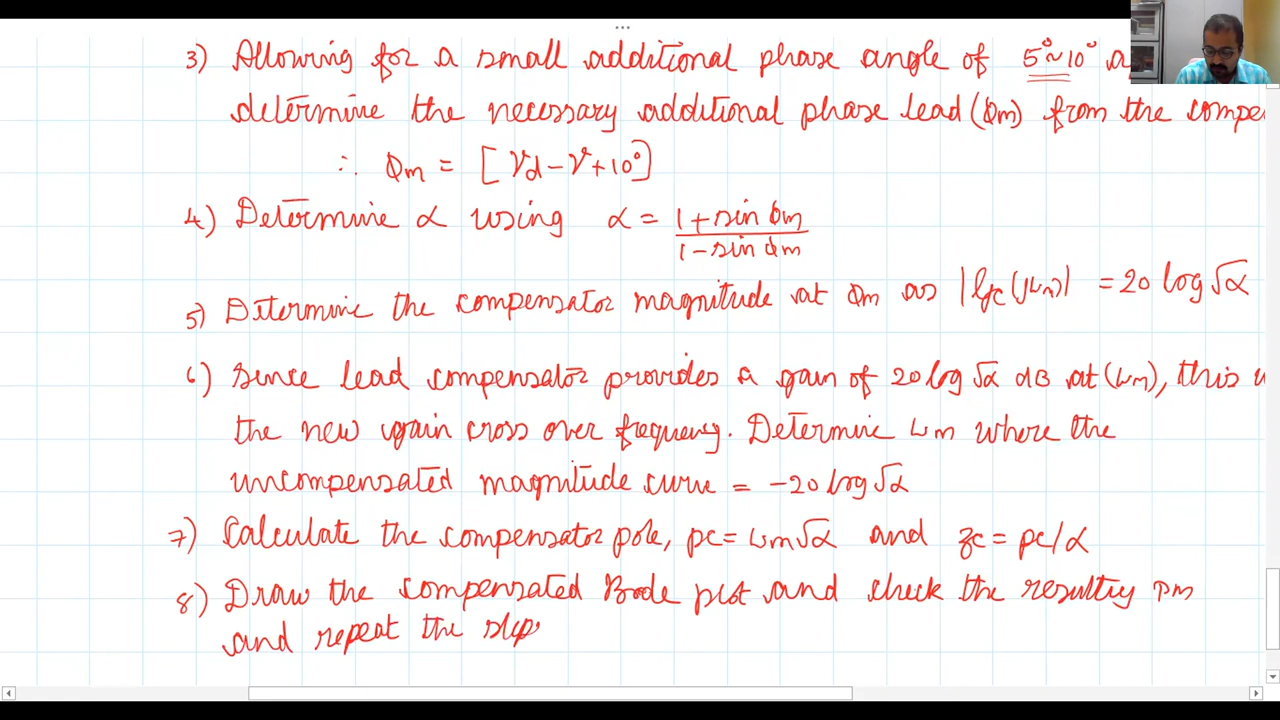 3) Allowing for a small additional phase angle of 5°~10° a
determine the necessary additional phase lead (φm) from the compe
∴ φm = [γd - γ + 10°]
4) Determine α using α = (1 + sin φm) / (1 - sin φm)
5) Determine the compensator magnitude at φm as |Gc(jωm)| = 20 log √α
6) Since lead compensator provides a gain of 20 log √α dB at (ωm), this
the new gain cross over frequency. Determine ωm where the
uncompensated magnitude curve = -20 log √α
7) Calculate the compensator pole, pc = ωm√α and zc = pc/α
8) Draw the compensated Bode plot and check the resulting PM
and repeat the step